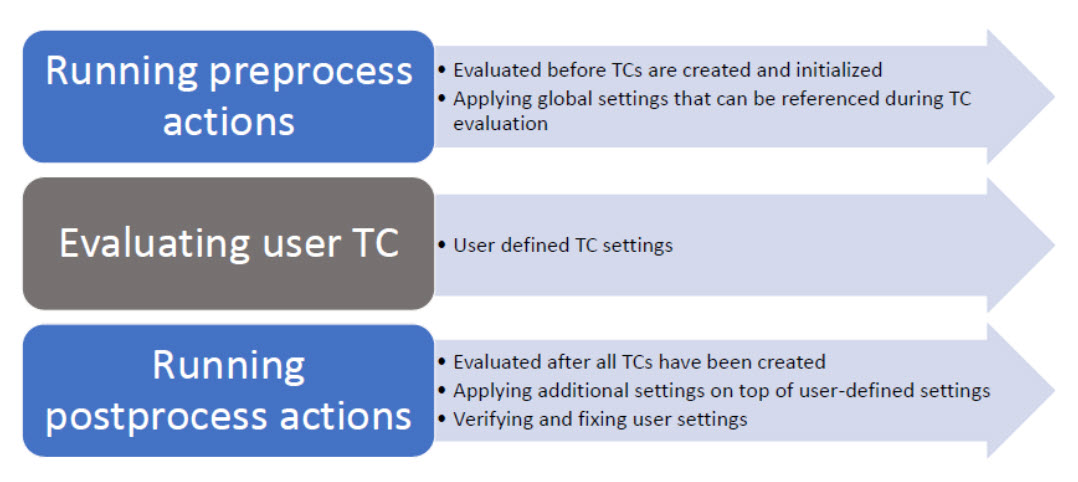 Running preprocess
actions
• Evaluated before TCs are created and initialized
• Applying global settings that can be referenced during TC
evaluation
Evaluating user TC
• User defined TC settings
Running
postprocess actions
• Evaluated after all TCs have been created
• Applying additional settings on top of user-defined settings
• Verifying and fixing user settings